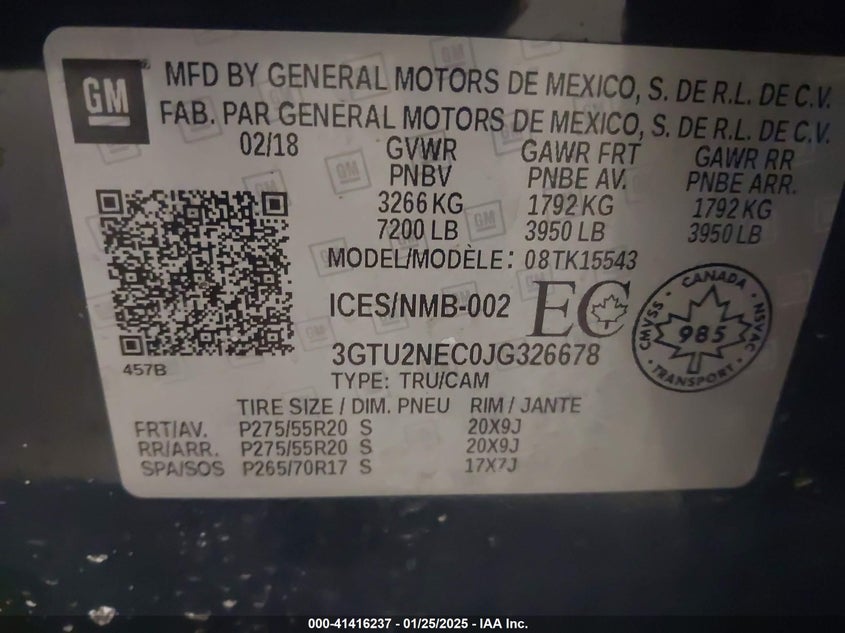 GM
MFD BY GENERAL MOTORS DE MEXICO, S. DE R.L. DE C.V.
FAB. PAR GENERAL MOTORS DE MEXICO, S. DE R.L. DE C.V.
02/18 GVWR GAWR FRT GAWR RR
PNBV PNBE AV. PNBE ARR.
3266 KG 1792 KG 1792 KG
7200 LB 3950 LB 3950 LB
MODEL/MODÈLE: 08TK15543
ICES/NMB-002 EC
CANADA
CMVSS 985 NSVAC
TRANSPORT
3GTU2NEC0JG326678
457B
TYPE: TRU/CAM
TIRE SIZE / DIM. PNEU RIM / JANTE
FRT/AV. P275/55R20 S 20X9J
RR/ARR. P275/55R20 S 20X9J
SPA/SOS P265/70R17 S 17X7J
000-41416237 - 01/25/2025 - IAA Inc.